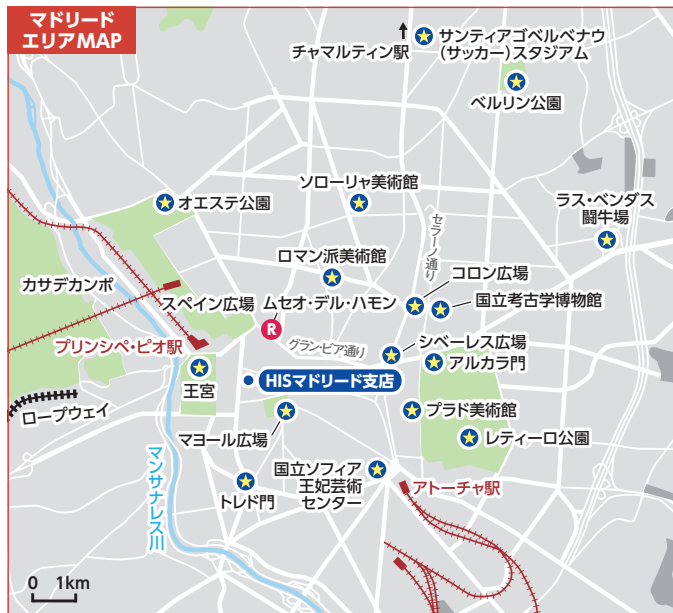 マドリード
エリアMAP
チャマルティン駅
サンティアゴベルベナウ
(サッカー)スタジアム
ベルリン公園
オエステ公園
ソローリャ美術館
ラス・ベンダス
闘牛場
セラーノ通り
ロマン派美術館
コロン広場
カサデカンポ
スペイン広場
ムセオ・デル・ハモン
国立考古学博物館
R
プリンシペ・ピオ駅
グランビア通り
シベーレス広場
アルカラ門
王宮
HISマドリード支店
ロープウェイ
マヨール広場
プラド美術館
レティーロ公園
マンサナレス川
国立ソフィア
王妃芸術
センター
トレド門
アトーチャ駅
0 1km